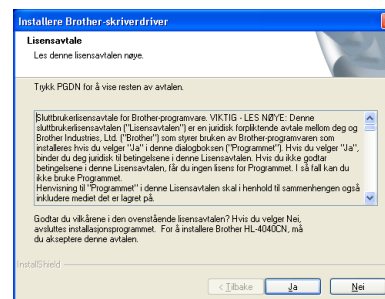 Installere Brother-skriverdriver
Lisensavtale
Les denne lisensavtalen nøye.
Trykk PGDN for å vise resten av avtalen.
Sluttbrukerlisensavtale for Brother-programvare. VIKTIG - LES NØYE: Denne
sluttbrukerlisensavtalen ("Lisensavtalen") er en juridisk forpliktende avtale mellom deg og
Brother Industries, Ltd. ("Brother") som styrer bruken av Brother-programvaren som
installeres hvis du velger "Ja" i denne dialogboksen ("Programmet"). Hvis du velger "Ja",
binder du deg juridisk til betingelsene i denne Lisensavtalen. Hvis du ikke godtar
betingelsene i denne Lisensavtalen, får du ingen lisens for Programmet. I så fall kan du
ikke bruke Programmet.
Henvisning til "Programmet" i denne Lisensavtalen skal i henhold til sammenhengen også
inkludere mediet det er lagret på.
Godtar du vilkårene i den ovenstående lisensavtalen? Hvis du velger Nei,
avsluttes installasjonsprogrammet. For å installere Brother HL-4040CN, må
du akseptere denne avtalen.
InstallShield
< Tilbake Ja Nei